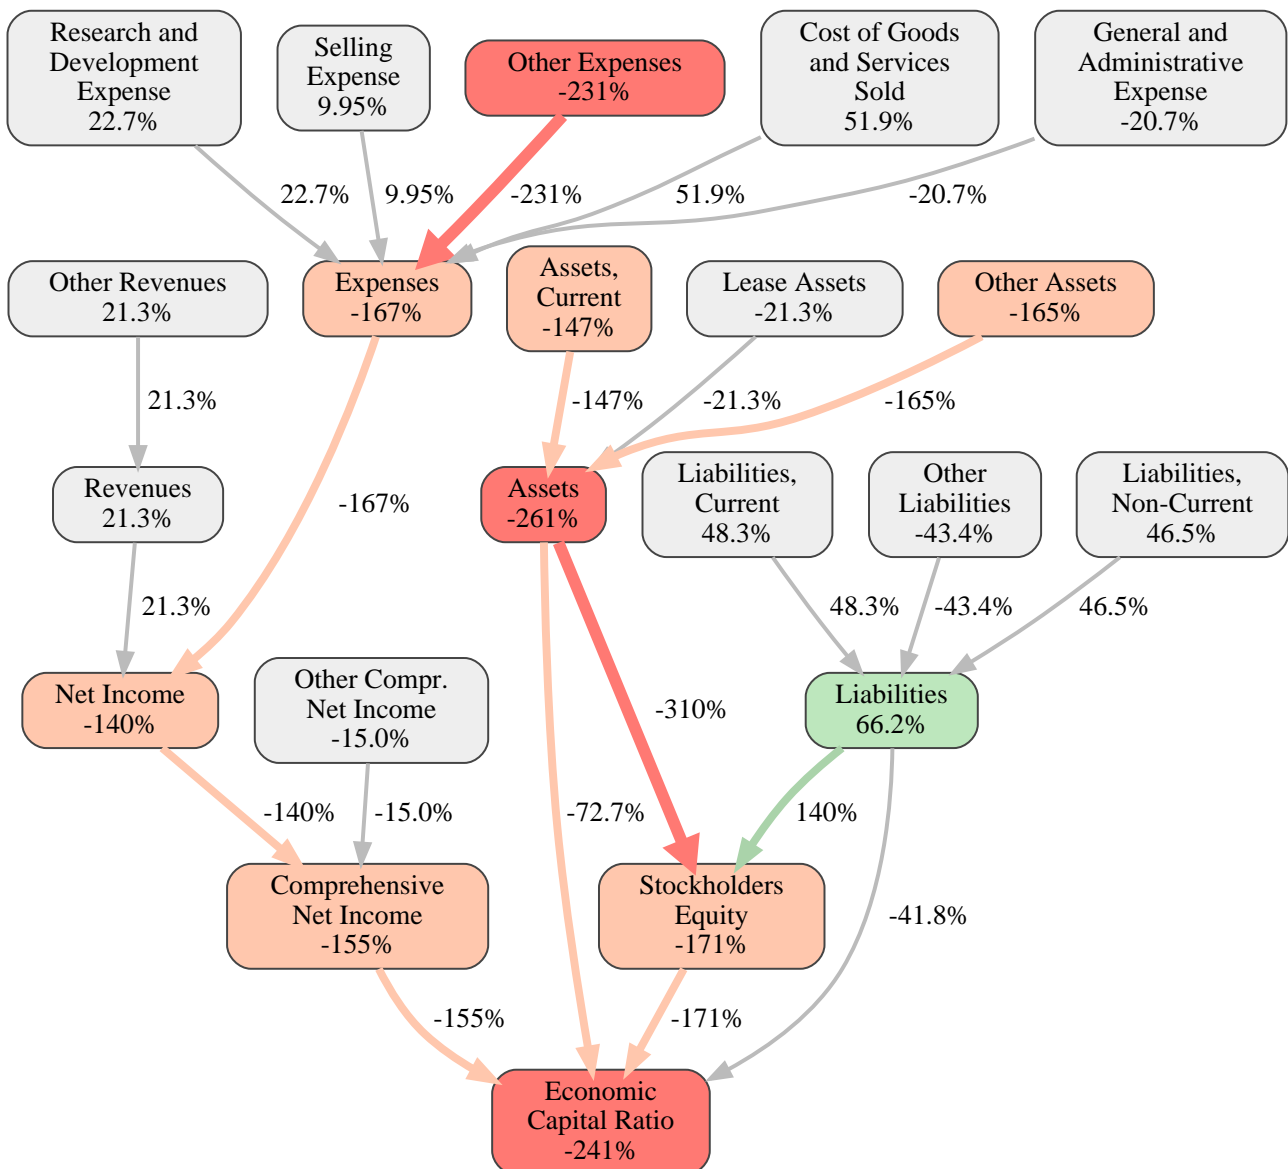 Research and
Development
Expense
22.7%
Selling
Expense
9.95%
Other Expenses
-231%
Cost of Goods
and Services
Sold
51.9%
General and
Administrative
Expense
-20.7%
22.7%
9.95%
-231%
51.9%
-20.7%
Other Revenues
21.3%
Expenses
-167%
Assets,
Current
-147%
Lease Assets
-21.3%
Other Assets
-165%
21.3%
-147%
-21.3%
-165%
Revenues
21.3%
-167%
Assets
-261%
Liabilities,
Current
48.3%
Other
Liabilities
-43.4%
Liabilities,
Non-Current
46.5%
21.3%
48.3%
-43.4%
46.5%
Net Income
-140%
Other Compr.
Net Income
-15.0%
-310%
Liabilities
66.2%
-140%
-15.0%
-72.7%
140%
Comprehensive
Net Income
-155%
Stockholders
Equity
-171%
-41.8%
-155%
-171%
Economic
Capital Ratio
-241%